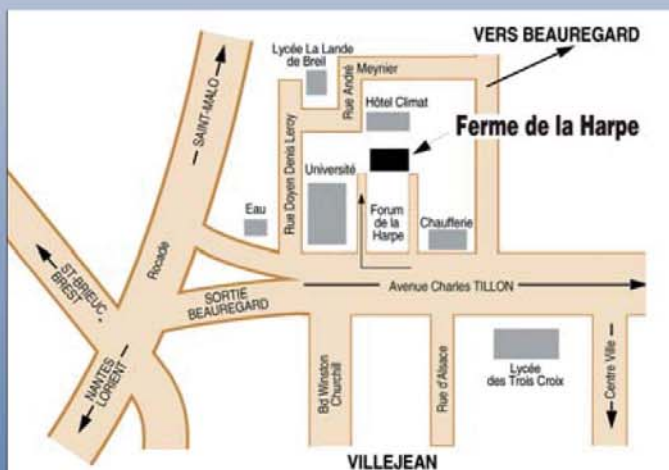 VERS BEAUREGARD
Lycée La Lande
de Breil
Rue André
Meynier
Hôtel Climat
Ferme de la Harpe
SAINT-MALO
Rue Doyen Denis Leroy
Université
Eau
Forum
de la
Harpe
Chaufferie
Rocade
ST-BRIEUC
BREST
SORTIE
BEAUREGARD
Avenue Charles TILLON
NANTES
LORIENT
Bd Winston
Churchill
Rue d'Alsace
Lycée
des Trois Croix
Centre Ville
VILLEJEAN